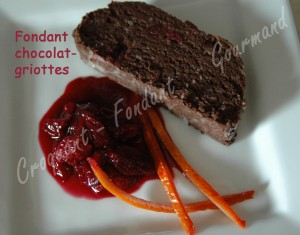 Fondant
chocolat-
griottes
Croquant - Fondant - Gourmand